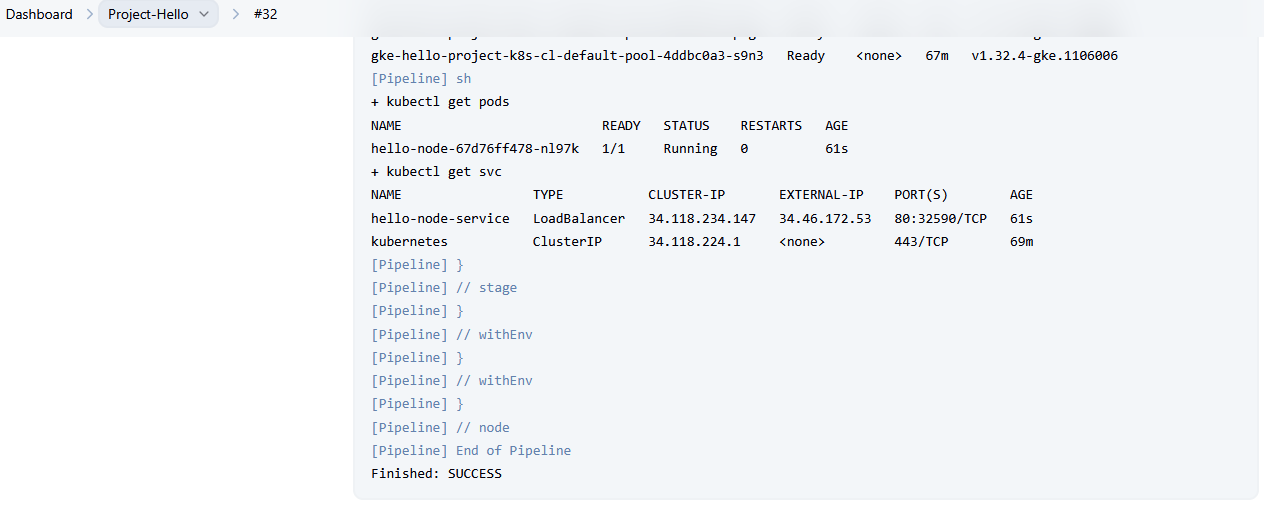 Dashboard > Project-Hello > #32
gke-hello-project-k8s-cl-default-pool-4ddbc0a3-s9n3   Ready    <none>   67m   v1.32.4-gke.1106006
[Pipeline] sh
+ kubectl get pods
NAME                          READY   STATUS    RESTARTS   AGE
hello-node-67d76ff478-nl97k   1/1     Running   0          61s
+ kubectl get svc
NAME                 TYPE           CLUSTER-IP       EXTERNAL-IP    PORT(S)        AGE
hello-node-service   LoadBalancer   34.118.234.147   34.46.172.53   80:32590/TCP   61s
kubernetes           ClusterIP      34.118.224.1     <none>         443/TCP        69m
[Pipeline] }
[Pipeline] // stage
[Pipeline] }
[Pipeline] // withEnv
[Pipeline] }
[Pipeline] // withEnv
[Pipeline] }
[Pipeline] // node
[Pipeline] End of Pipeline
Finished: SUCCESS